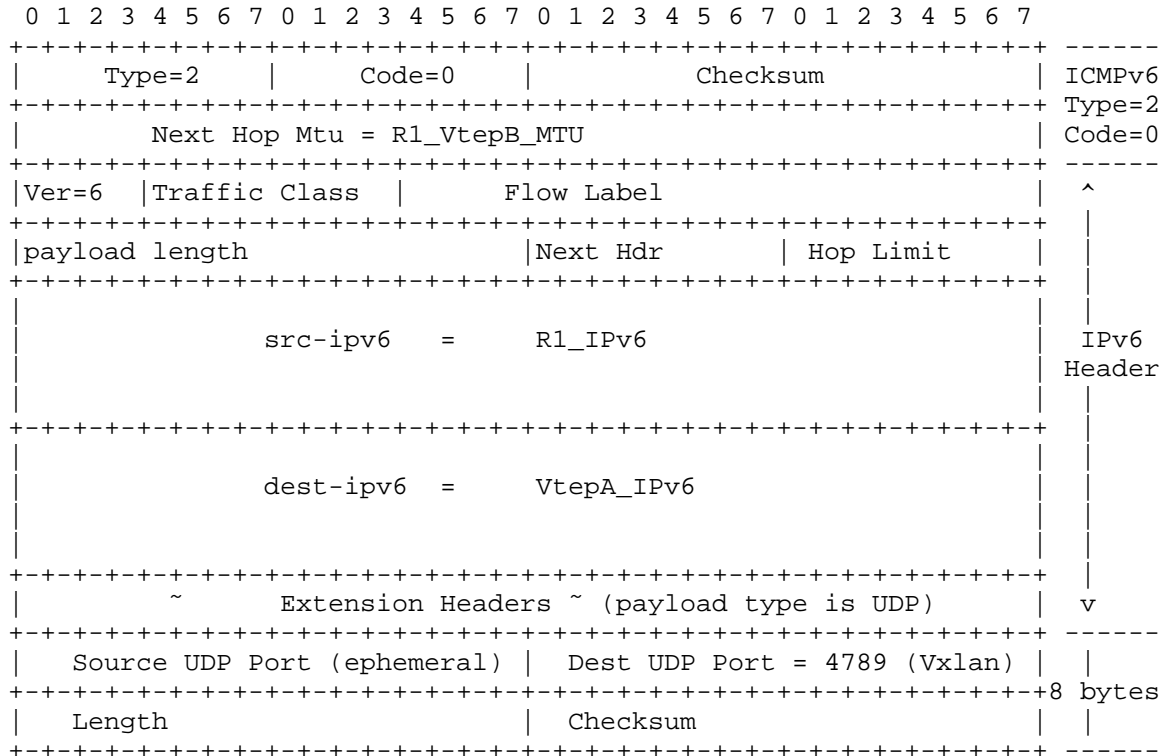 0 1 2 3 4 5 6 7 0 1 2 3 4 5 6 7 0 1 2 3 4 5 6 7 0 1 2 3 4 5 6 7
+-+-+-+-+-+-+-+-+-+-+-+-+-+-+-+-+-+-+-+-+-+-+-+-+-+-+-+-+-+-+-+-+ ------
|     Type=2    |     Code=0    |          Checksum             | ICMPv6
+-+-+-+-+-+-+-+-+-+-+-+-+-+-+-+-+-+-+-+-+-+-+-+-+-+-+-+-+-+-+-+-+ Type=2
|        Next Hop Mtu = R1_VtepB_MTU                            | Code=0
+-+-+-+-+-+-+-+-+-+-+-+-+-+-+-+-+-+-+-+-+-+-+-+-+-+-+-+-+-+-+-+-+ ------
|Ver=6  |Traffic Class  |      Flow Label                       |  ^
+-+-+-+-+-+-+-+-+-+-+-+-+-+-+-+-+-+-+-+-+-+-+-+-+-+-+-+-+-+-+-+-+  |
|payload length                 |Next Hdr       | Hop Limit     |  |
+-+-+-+-+-+-+-+-+-+-+-+-+-+-+-+-+-+-+-+-+-+-+-+-+-+-+-+-+-+-+-+-+  |
|                                                               |  |
|               src-ipv6   =     R1_IPv6                        |  IPv6
|                                                               | Header
|                                                               |  |
+-+-+-+-+-+-+-+-+-+-+-+-+-+-+-+-+-+-+-+-+-+-+-+-+-+-+-+-+-+-+-+-+  |
|                                                               |  |
|               dest-ipv6  =     VtepA_IPv6                     |  |
|                                                               |  |
|                                                               |  |
+-+-+-+-+-+-+-+-+-+-+-+-+-+-+-+-+-+-+-+-+-+-+-+-+-+-+-+-+-+-+-+-+  |
|         ~      Extension Headers ~ (payload type is UDP)      |  v
+-+-+-+-+-+-+-+-+-+-+-+-+-+-+-+-+-+-+-+-+-+-+-+-+-+-+-+-+-+-+-+-+ ------
|   Source UDP Port (ephemeral) |  Dest UDP Port = 4789 (Vxlan) |  |
+-+-+-+-+-+-+-+-+-+-+-+-+-+-+-+-+-+-+-+-+-+-+-+-+-+-+-+-+-+-+-+-+8 bytes
|   Length                      |  Checksum                     |  |
+-+-+-+-+-+-+-+-+-+-+-+-+-+-+-+-+-+-+-+-+-+-+-+-+-+-+-+-+-+-+-+-+ ------